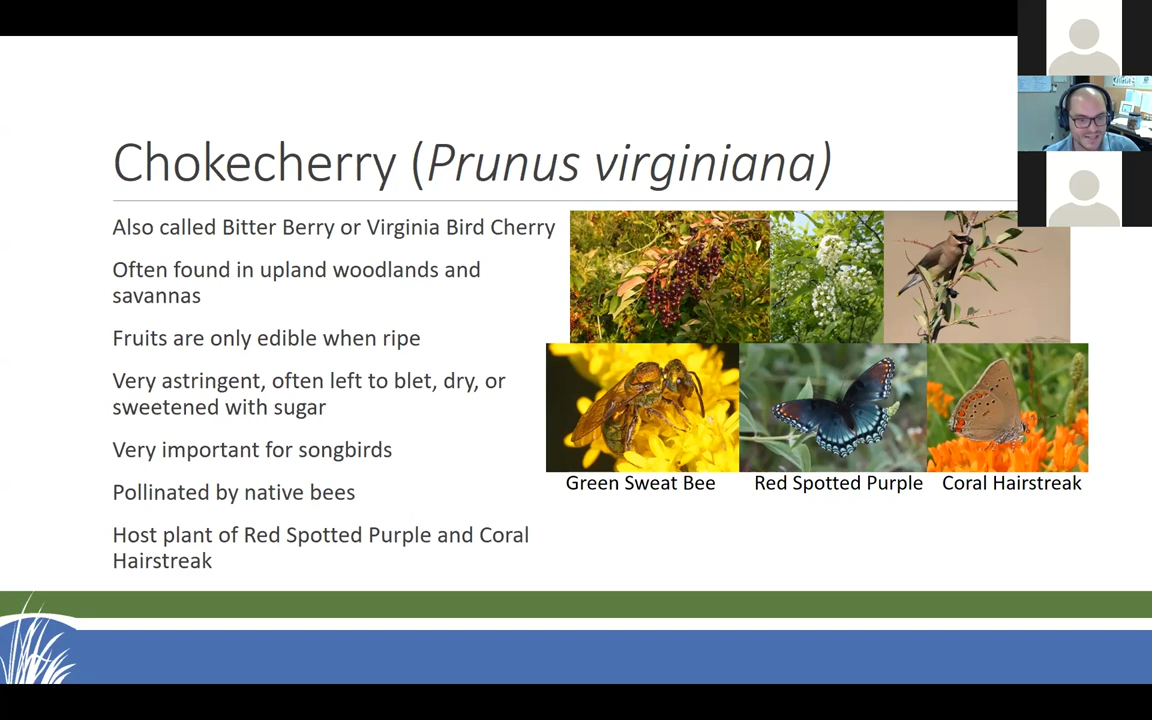 Chokecherry (Prunus virginiana)
Also called Bitter Berry or Virginia Bird Cherry
Often found in upland woodlands and
savannas
Fruits are only edible when ripe
Very astringent, often left to blet, dry, or
sweetened with sugar
Very important for songbirds
Pollinated by native bees
Host plant of Red Spotted Purple and Coral
Hairstreak
Green Sweat Bee
Red Spotted Purple
Coral Hairstreak